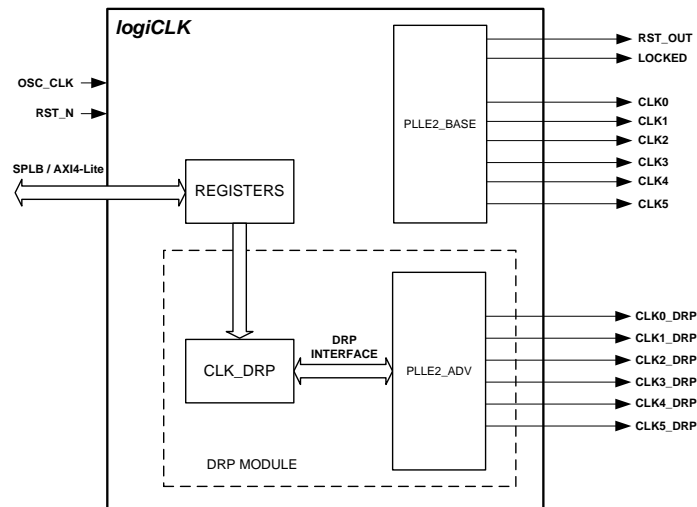 logiCLK
RST_OUT
LOCKED
OSC_CLK
RST_N
CLK0
CLK1
PLLE2_BASE
CLK2
CLK3
CLK4
CLK5
SPLB / AXI4-Lite
REGISTERS
CLK0_DRP
CLK1_DRP
DRP
INTERFACE
CLK2_DRP
CLK_DRP
PLLE2_ADV
CLK3_DRP
CLK4_DRP
CLK5_DRP
DRP MODULE